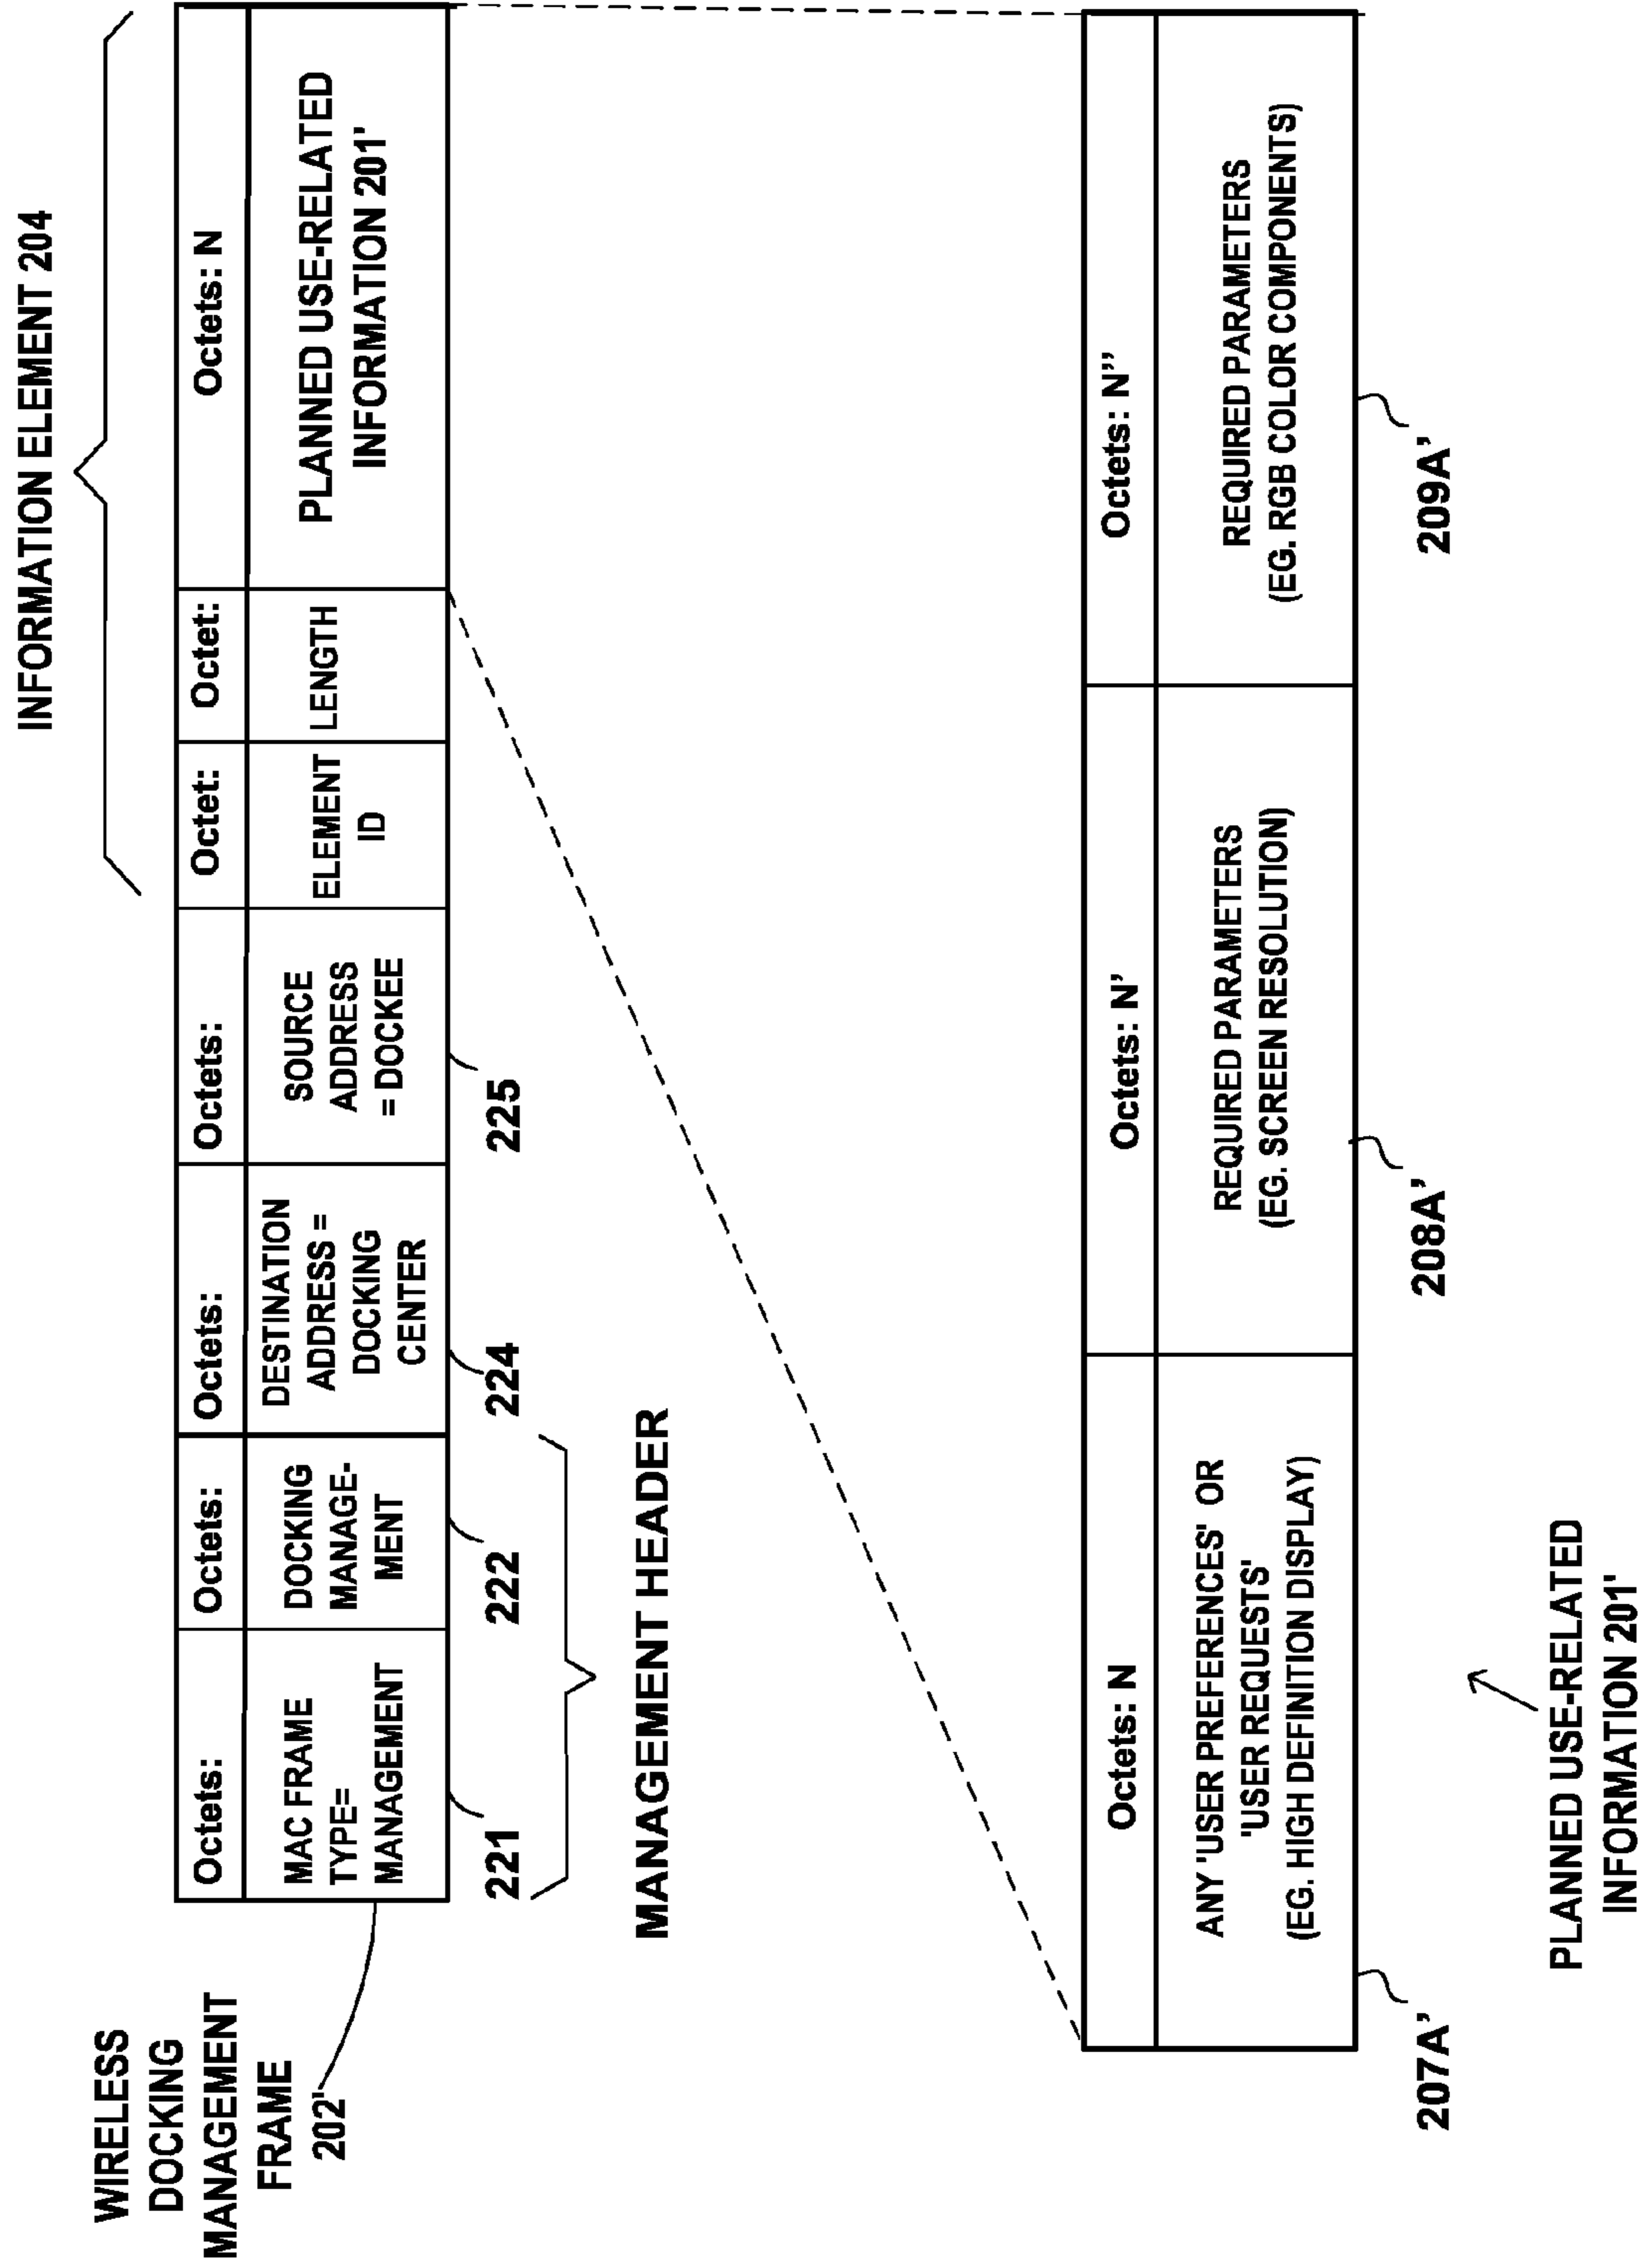 WIRELESS
DOCKING
MANAGEMENT
FRAME
202'
INFORMATION ELEMENT 204
Octets:
MAC FRAME
TYPE=
MANAGEMENT
Octets:
DOCKING
MANAGE-
MENT
Octets:
DESTINATION
ADDRESS =
DOCKING
CENTER
Octets:
SOURCE
ADDRESS
= DOCKEE
Octet:
ELEMENT
ID
Octet:
LENGTH
Octets: N
PLANNED USE-RELATED
INFORMATION 201'
221
222
224
225
MANAGEMENT HEADER
Octets: N
ANY 'USER PREFERENCES' OR
'USER REQUESTS'
(EG. HIGH DEFINITION DISPLAY)
Octets: N’
REQUIRED PARAMETERS
(EG. SCREEN RESOLUTION)
Octets: N’’
REQUIRED PARAMETERS
(EG. RGB COLOR COMPONENTS)
207A’
208A’
209A’
PLANNED USE-RELATED
INFORMATION 201'